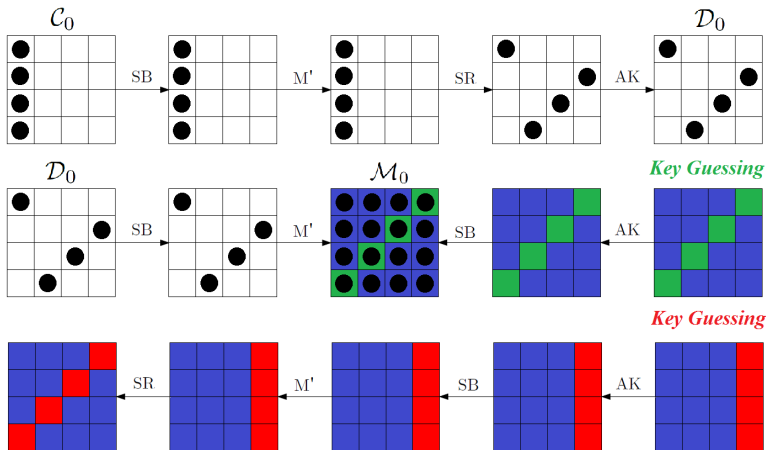 𝒞₀ 𝒟₀
SB M' SR AK
𝒟₀ ℳ₀ Key Guessing
SB M' SB AK
Key Guessing
SR M' SB AK